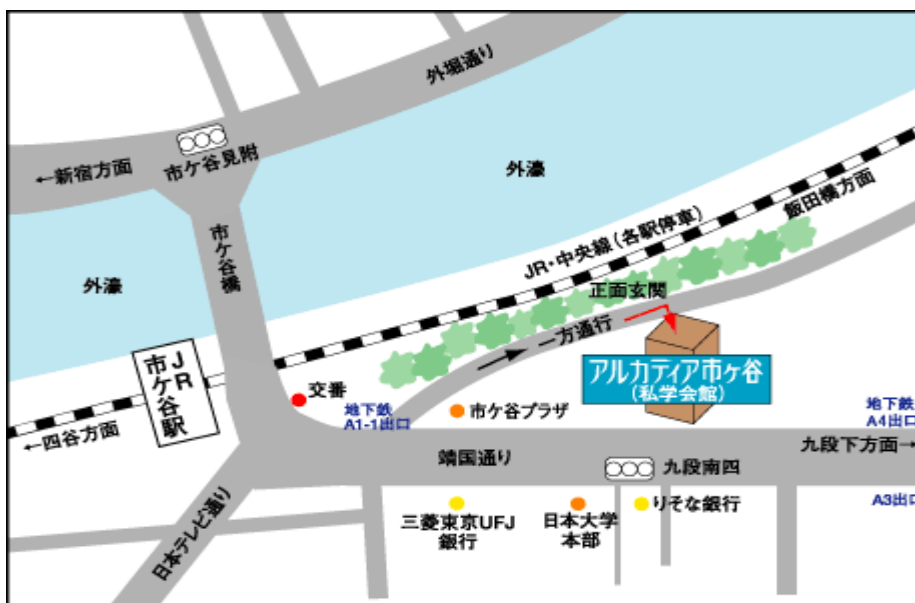 外堀通り
市ケ谷見附
←新宿方面
外濠
飯田橋方面
市ケ谷橋
JR・中央線(各駅停車)
外濠
正面玄関
一方通行
アルカディア市ヶ谷
(私学会館)
JR
市ケ谷駅
交番
地下鉄
A1-1出口
市ケ谷プラザ
地下鉄
A4出口
←四谷方面
靖国通り
九段南四
九段下方面→
日本テレビ通り
三菱東京UFJ
銀行
日本大学
本部
りそな銀行
A3出口